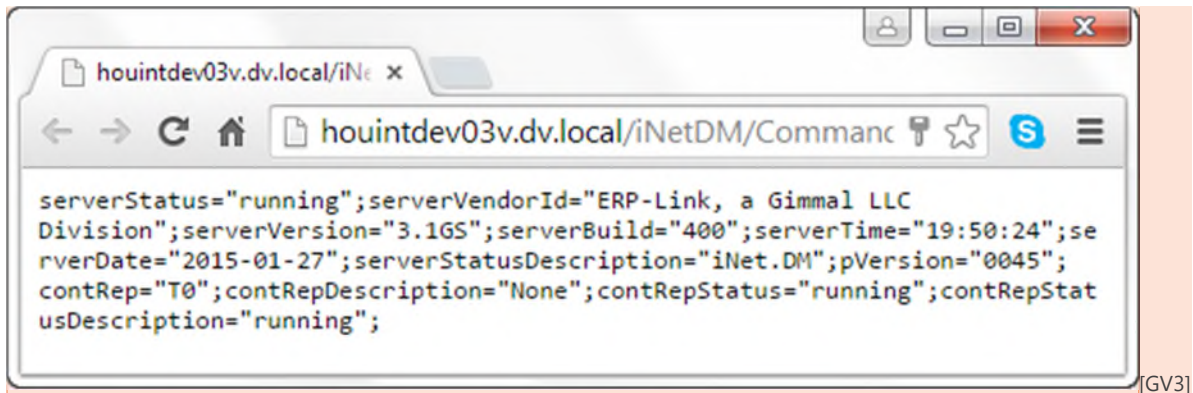 houintdev03v.dv.local/iNe
houintdev03v.dv.local/iNetDM/Commanc
serverStatus="running";serverVendorId="ERP-Link, a Gimmal LLC
Division";serverVersion="3.1GS";serverBuild="400";serverTime="19:50:24";se
rverDate="2015-01-27";serverStatusDescription="iNet.DM";pVersion="0045";
contRep="T0";contRepDescription="None";contRepStatus="running";contRepStat
usDescription="running";
[GV3]